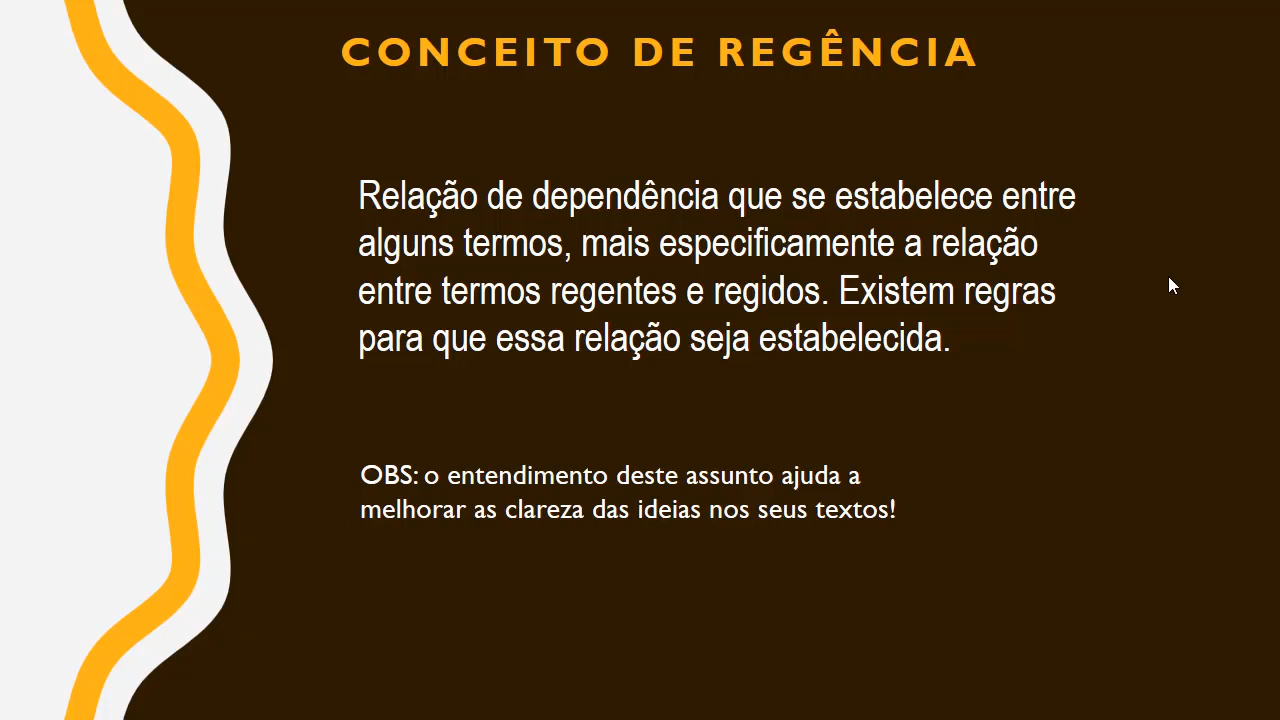 CONCEITO DE REGÊNCIA
Relação de dependência que se estabelece entre
alguns termos, mais especificamente a relação
entre termos regentes e regidos. Existem regras
para que essa relação seja estabelecida.
OBS: o entendimento deste assunto ajuda a
melhorar as clareza das ideias nos seus textos!